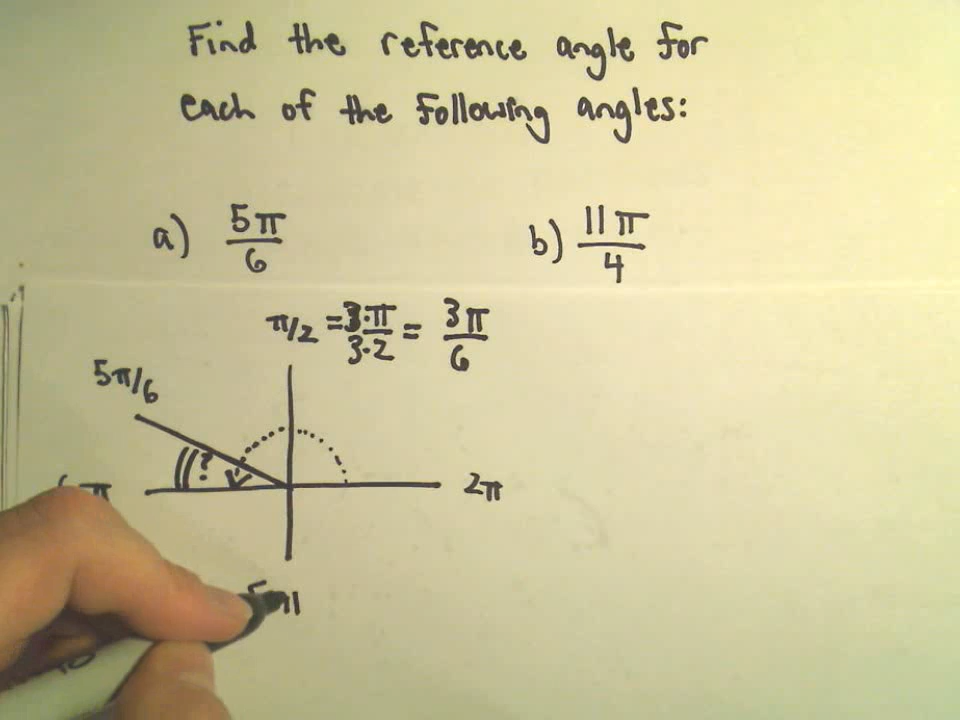 Find the reference angle for
each of the following angles:
a) 5π/6
b) 11π/4
π/2 = 3·π/3·2 = 3π/6
5π/6
?
π
2π
5π